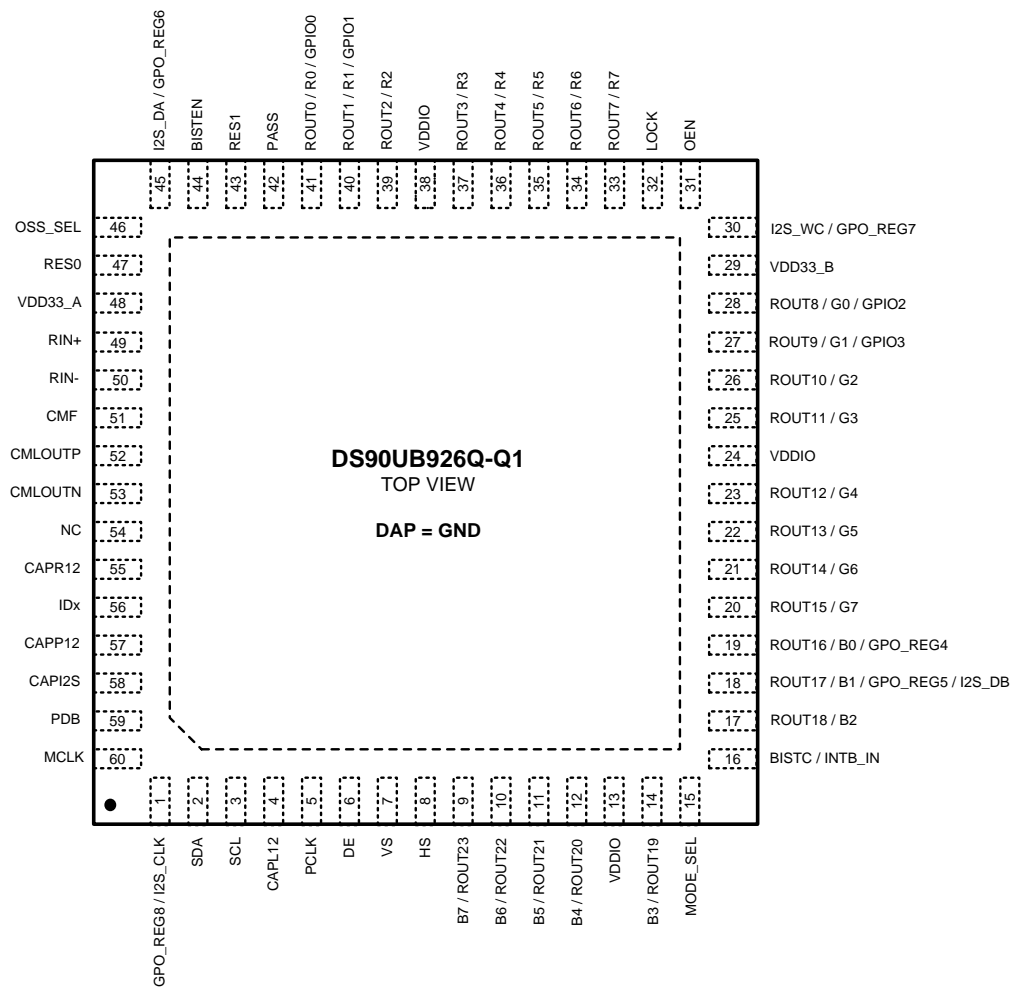 I2S_DA / GPO_REG6
BISTEN
RES1
PASS
ROUT0 / R0 / GPIO0
ROUT1 / R1 / GPIO1
ROUT2 / R2
VDDIO
ROUT3 / R3
ROUT4 / R4
ROUT5 / R5
ROUT6 / R6
ROUT7 / R7
LOCK
OEN
45
44
43
42
41
40
39
38
37
36
35
34
33
32
31
OSS_SEL 46
RES0 47
VDD33_A 48
RIN+ 49
RIN- 50
CMF 51
CMLOUTP 52
CMLOUTN 53
NC 54
CAPR12 55
IDx 56
CAPP12 57
CAPI2S 58
PDB 59
MCLK 60
DS90UB926Q-Q1
TOP VIEW
DAP = GND
30 I2S_WC / GPO_REG7
29 VDD33_B
28 ROUT8 / G0 / GPIO2
27 ROUT9 / G1 / GPIO3
26 ROUT10 / G2
25 ROUT11 / G3
24 VDDIO
23 ROUT12 / G4
22 ROUT13 / G5
21 ROUT14 / G6
20 ROUT15 / G7
19 ROUT16 / B0 / GPO_REG4
18 ROUT17 / B1 / GPO_REG5 / I2S_DB
17 ROUT18 / B2
16 BISTC / INTB_IN
1
2
3
4
5
6
7
8
9
10
11
12
13
14
15
GPO_REG8 / I2S_CLK
SDA
SCL
CAPL12
PCLK
DE
VS
HS
B7 / ROUT23
B6 / ROUT22
B5 / ROUT21
B4 / ROUT20
VDDIO
B3 / ROUT19
MODE_SEL